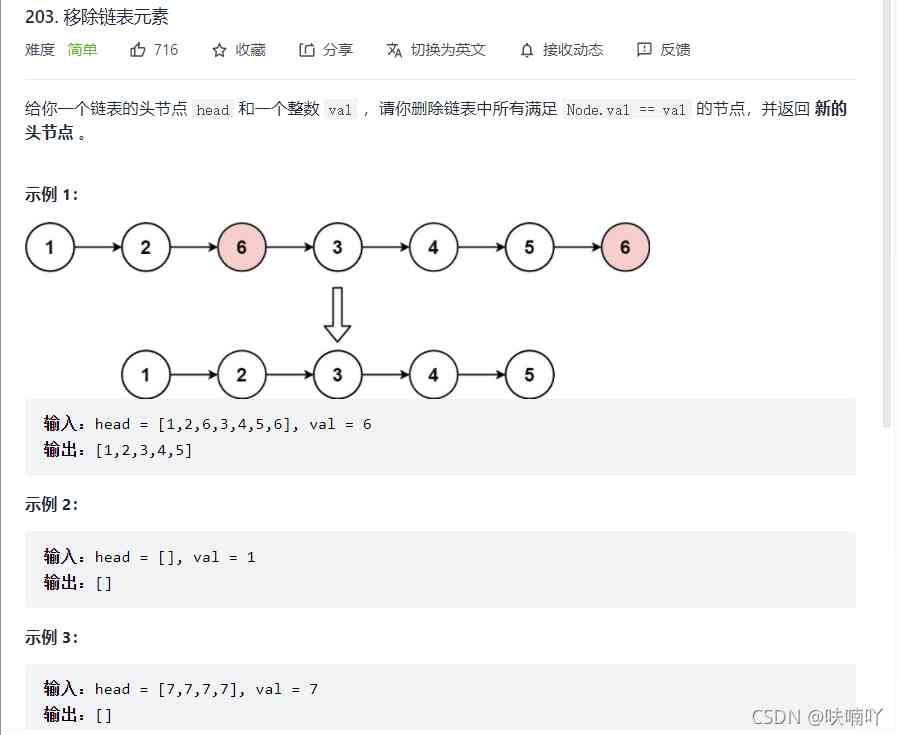 203. 移除链表元素
难度 简单 716 收藏 分享 切换为英文 接收动态 反馈
给你一个链表的头节点 head 和一个整数 val ，请你删除链表中所有满足 Node.val == val 的节点，并返回 新的
头节点 。
示例 1：
1 2 6 3 4 5 6
1 2 3 4 5
输入：head = [1,2,6,3,4,5,6], val = 6
输出：[1,2,3,4,5]
示例 2：
输入：head = [], val = 1
输出：[]
示例 3：
输入：head = [7,7,7,7], val = 7
输出：[]
CSDN @呋喃吖